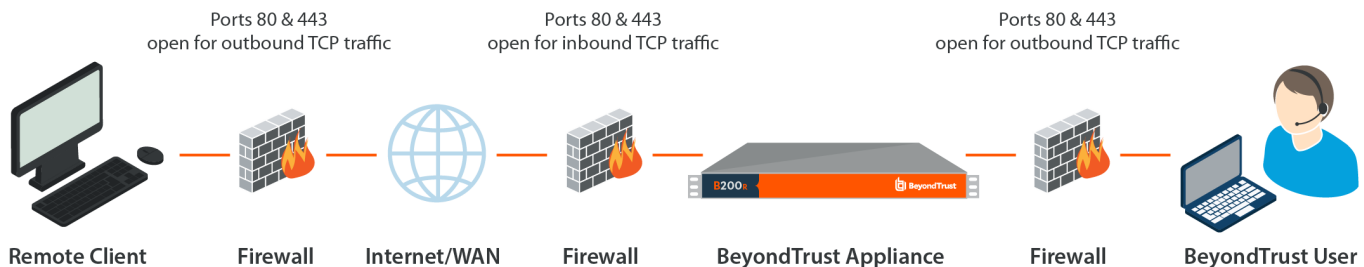 Ports 80 & 443
open for outbound TCP traffic
Ports 80 & 443
open for inbound TCP traffic
Ports 80 & 443
open for outbound TCP traffic
B200R
BeyondTrust
Remote Client
Firewall
Internet/WAN
Firewall
BeyondTrust Appliance
Firewall
BeyondTrust User